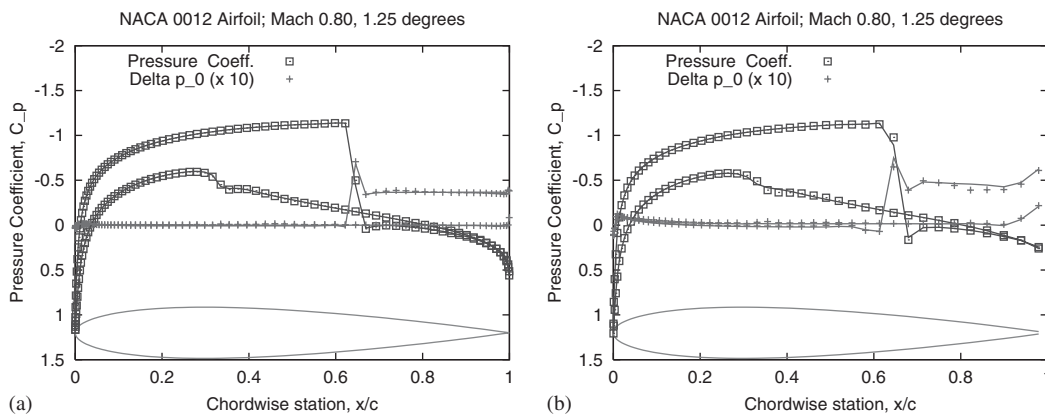 NACA 0012 Airfoil; Mach 0.80, 1.25 degrees
-2
-1.5
-1
-0.5
0
0.5
1
1.5
Pressure Coefficient, C_p
Pressure Coeff.
Delta p_0 (x 10)
0 0.2 0.4 0.6 0.8 1
Chordwise station, x/c
(a)
NACA 0012 Airfoil; Mach 0.80, 1.25 degrees
-2
-1.5
-1
-0.5
0
0.5
1
1.5
Pressure Coefficient, C_p
Pressure Coeff.
Delta p_0 (x 10)
0 0.2 0.4 0.6 0.8 1
Chordwise station, x/c
(b)